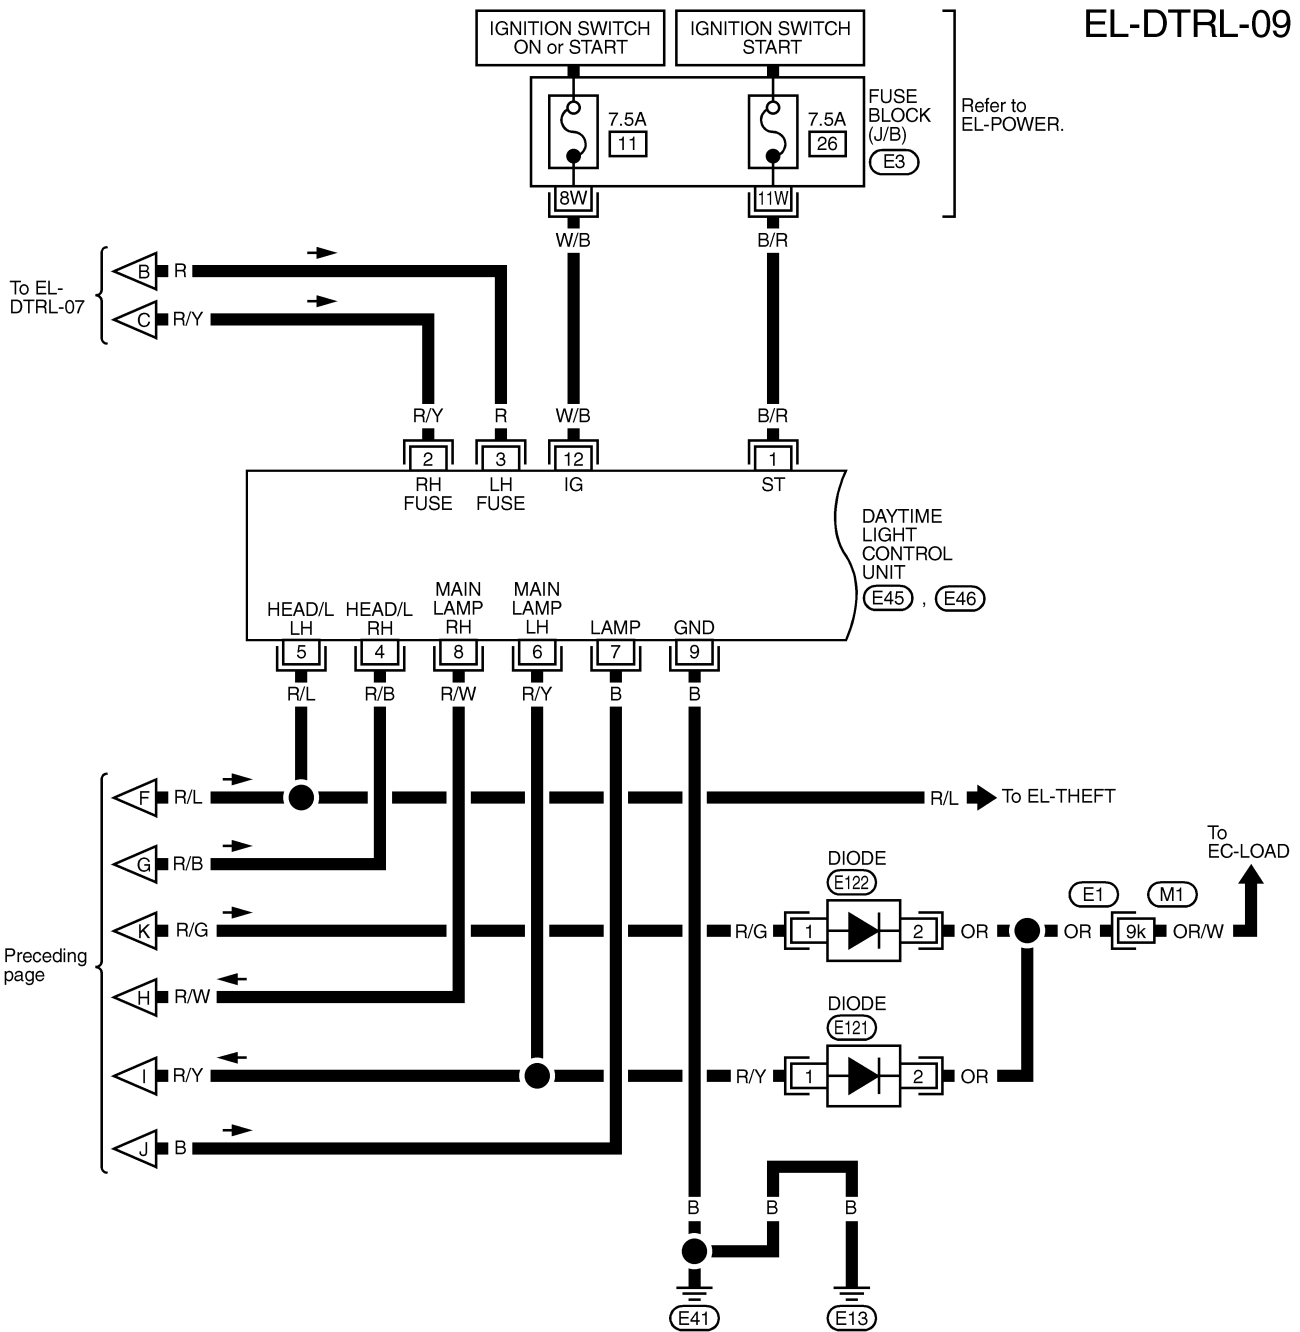 EL-DTRL-09
IGNITION SWITCH
ON or START
IGNITION SWITCH
START
7.5A
11
7.5A
26
FUSE
BLOCK
(J/B)
E3
Refer to
EL-POWER.
8W
11W
W/B
B/R
To EL-
DTRL-07
B
R
C
R/Y
R/Y
R
W/B
B/R
2
3
12
1
RH
FUSE
LH
FUSE
IG
ST
DAYTIME
LIGHT
CONTROL
UNIT
E45 , E46
HEAD/L
LH
HEAD/L
RH
MAIN
LAMP
RH
MAIN
LAMP
LH
LAMP
GND
5
4
8
6
7
9
R/L
R/B
R/W
R/Y
B
B
Preceding
page
F
R/L
R/L
To EL-THEFT
G
R/B
To
EC-LOAD
DIODE
E122
E1
M1
K
R/G
R/G
1
2
OR
OR
9k
OR/W
H
R/W
DIODE
E121
I
R/Y
R/Y
1
2
OR
J
B
B
B
B
E41
E13